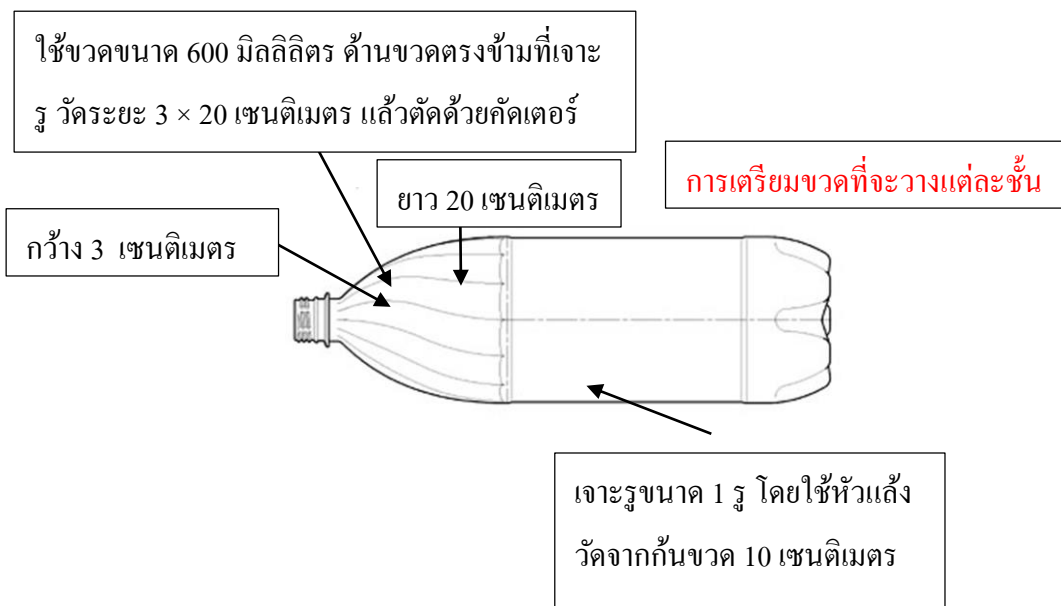 ใช้ขวดขนาด 600 มิลลิลิตร ด้านขวดตรงข้ามที่เจาะ
รู วัดระยะ 3 × 20 เซนติเมตร แล้วตัดด้วยคัดเตอร์
การเตรียมขวดที่จะวางแต่ละชั้น
ยาว 20 เซนติเมตร
กว้าง 3 เซนติเมตร
เจาะรูขนาด 1 รู โดยใช้หัวแล้ง
วัดจากก้นขวด 10 เซนติเมตร